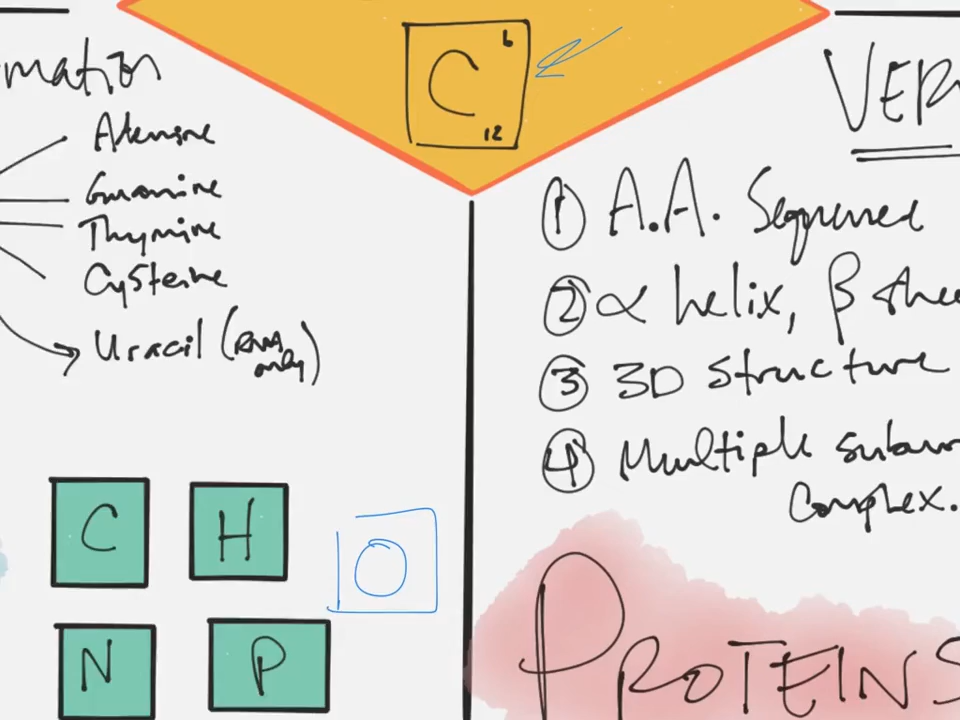 6
C
12
mation
Adenine
Guanine
Thymine
Cysteine
Uracil (RNA only)
C H O
N P
VER
① A.A. Sequence
② α helix, β shee
③ 3D structure
④ Multiple subun
Complex.
PROTEINS